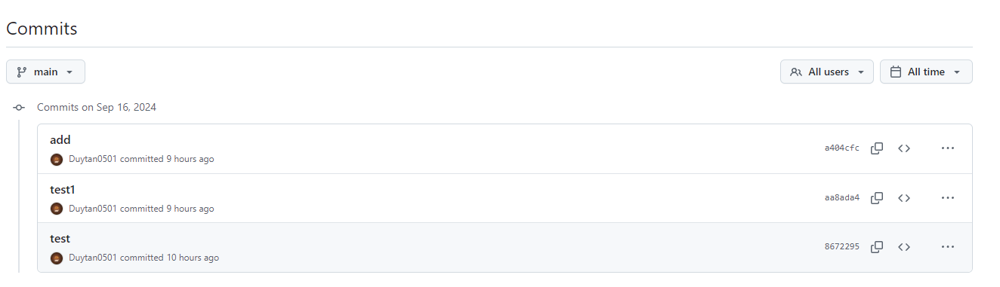 Commits
main
All users
All time
Commits on Sep 16, 2024
add
a404cfc
Duytan0501 committed 9 hours ago
test1
aa8ada4
Duytan0501 committed 9 hours ago
test
8672295
Duytan0501 committed 10 hours ago